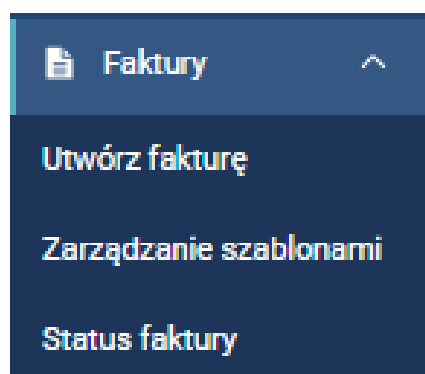 Faktury
Utwórz fakturę
Zarządzanie szablonami
Status faktury